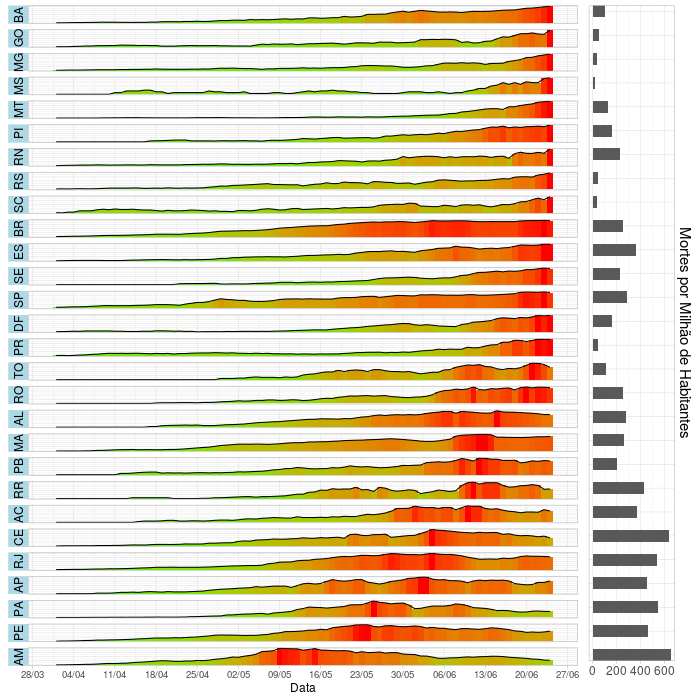 BA
GO
MG
MS
MT
PI
RN
RS
SC
BR
ES
SE
SP
DF
PR
TO
RO
AL
MA
PB
RR
AC
CE
RJ
AP
PA
PE
AM
28/03 04/04 11/04 18/04 25/04 02/05 09/05 16/05 23/05 30/05 06/06 13/06 20/06 27/06
Data
0 200 400 600
Mortes por Milhão de Habitantes